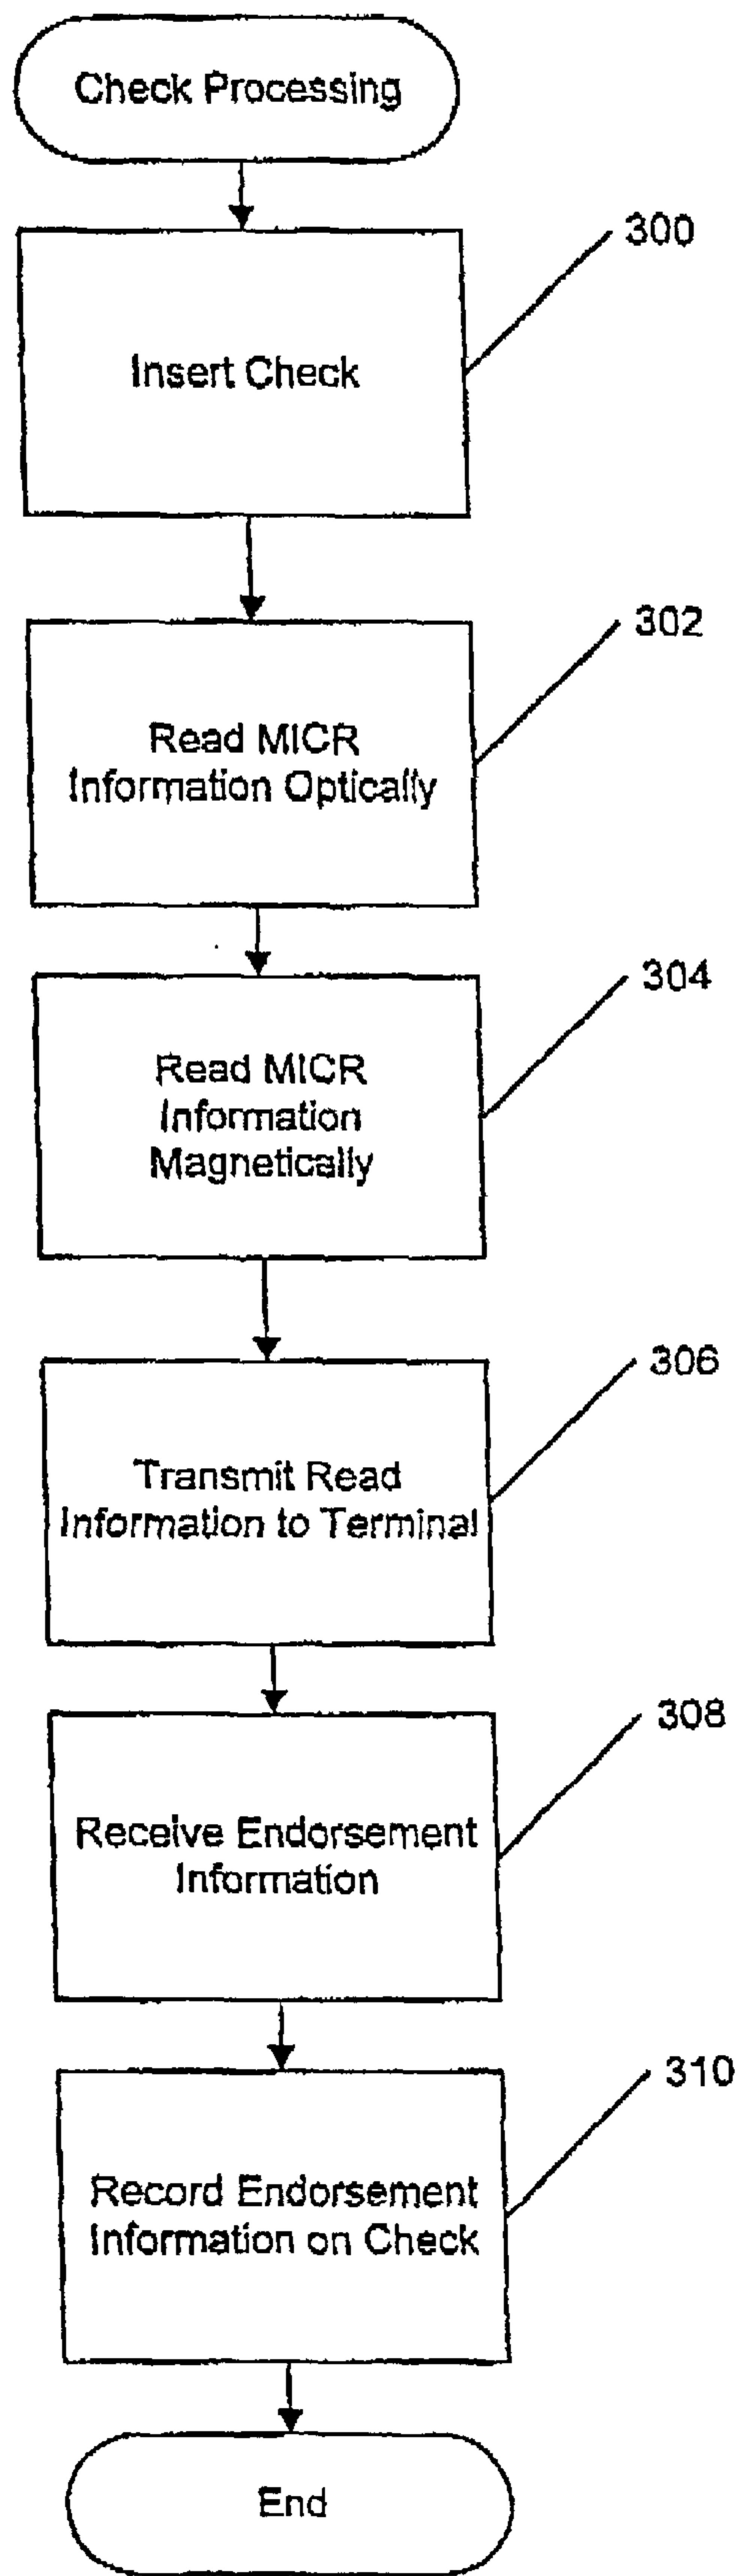 Check Processing
300
Insert Check
302
Read MICR
Information Optically
304
Read MICR
Information
Magnetically
306
Transmit Read
Information to Terminal
308
Receive Endorsement
Information
310
Record Endorsement
Information on Check
End